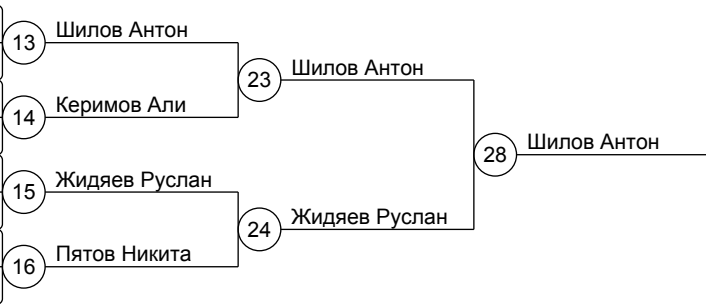 13 Шилов Антон
23 Шилов Антон
14 Керимов Али
28 Шилов Антон
15 Жидяев Руслан
24 Жидяев Руслан
16 Пятов Никита